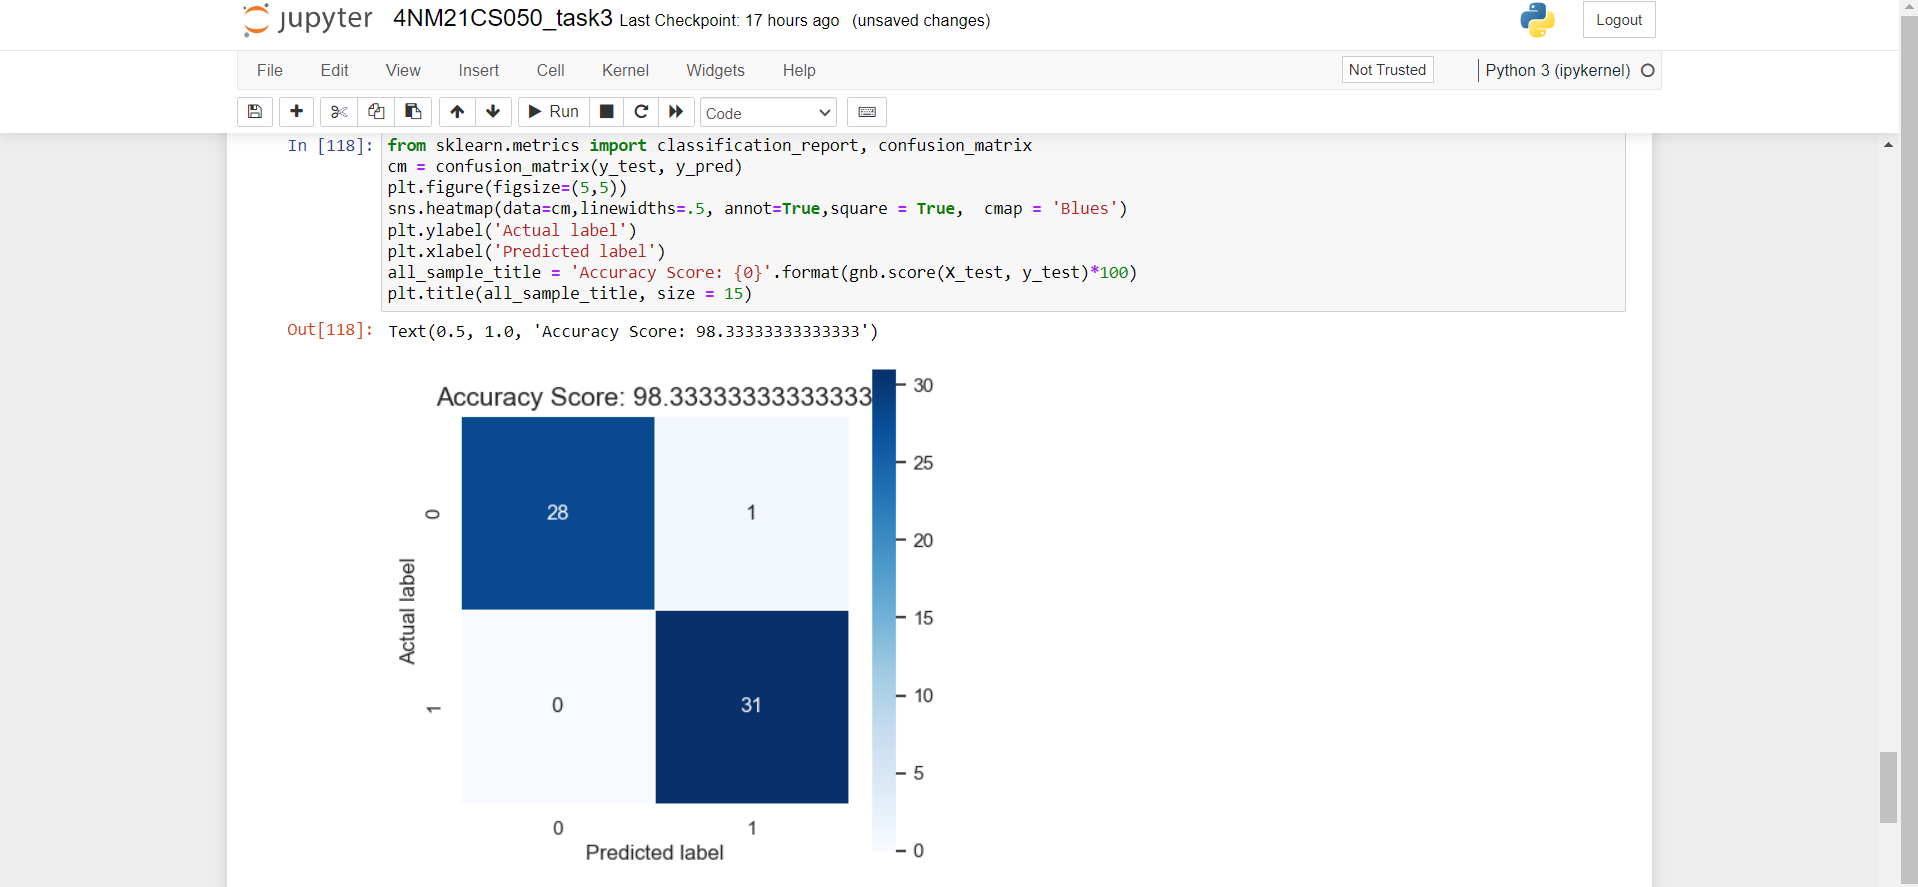 jupyter 4NM21CS050_task3 Last Checkpoint: 17 hours ago (unsaved changes) Logout
File Edit View Insert Cell Kernel Widgets Help Not Trusted Python 3 (ipykernel)
Run Code
In [118]: from sklearn.metrics import classification_report, confusion_matrix
cm = confusion_matrix(y_test, y_pred)
plt.figure(figsize=(5,5))
sns.heatmap(data=cm,linewidths=.5, annot=True,square = True,  cmap = 'Blues')
plt.ylabel('Actual label')
plt.xlabel('Predicted label')
all_sample_title = 'Accuracy Score: {0}'.format(gnb.score(X_test, y_test)*100)
plt.title(all_sample_title, size = 15)
Out[118]: Text(0.5, 1.0, 'Accuracy Score: 98.33333333333333')
Accuracy Score: 98.33333333333333
30
25
20
15
10
5
0
0
28 1
Actual label
1
0 31
0 1
Predicted label